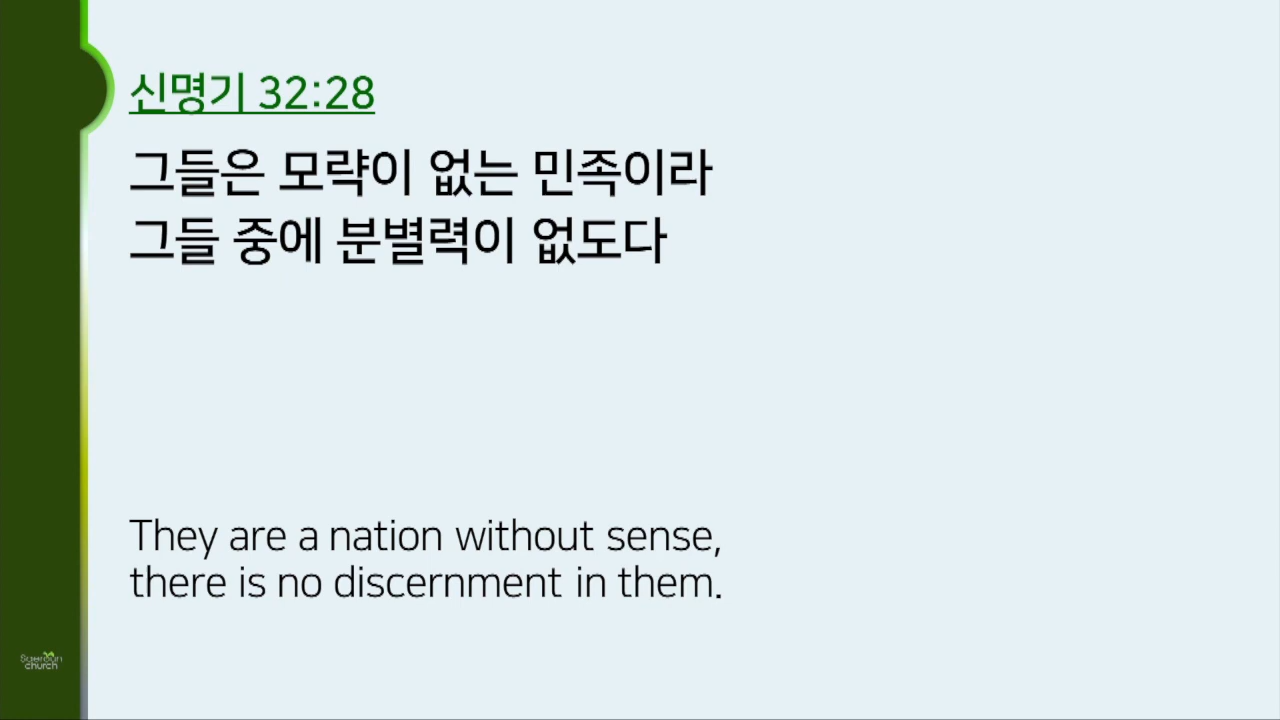 신명기 32:28
그들은 모략이 없는 민족이라
그들 중에 분별력이 없도다
They are a nation without sense,
there is no discernment in them.
Saeroun
church